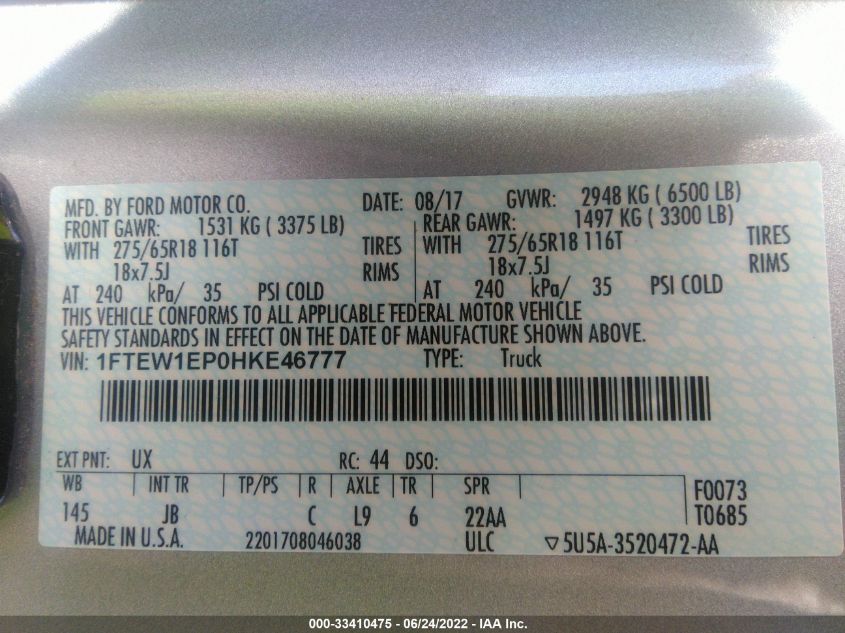 MFD. BY FORD MOTOR CO. DATE: 08/17 GVWR: 2948 KG ( 6500 LB)
FRONT GAWR: 1531 KG ( 3375 LB) REAR GAWR: 1497 KG ( 3300 LB)
WITH 275/65R18 116T TIRES WITH 275/65R18 116T TIRES
18x7.5J RIMS 18x7.5J RIMS
AT 240 kPa/ 35 PSI COLD AT 240 kPa/ 35 PSI COLD
THIS VEHICLE CONFORMS TO ALL APPLICABLE FEDERAL MOTOR VEHICLE
SAFETY STANDARDS IN EFFECT ON THE DATE OF MANUFACTURE SHOWN ABOVE.
VIN: 1FTEW1EP0HKE46777 TYPE: Truck
EXT PNT: UX RC: 44 DSO:
WB INT TR TP/PS R AXLE TR SPR F0073
145 JB C L9 6 22AA T0685
MADE IN U.S.A. 2201708046038 ULC ▽5U5A-3520472-AA
000-33410475 - 06/24/2022 - IAA Inc.